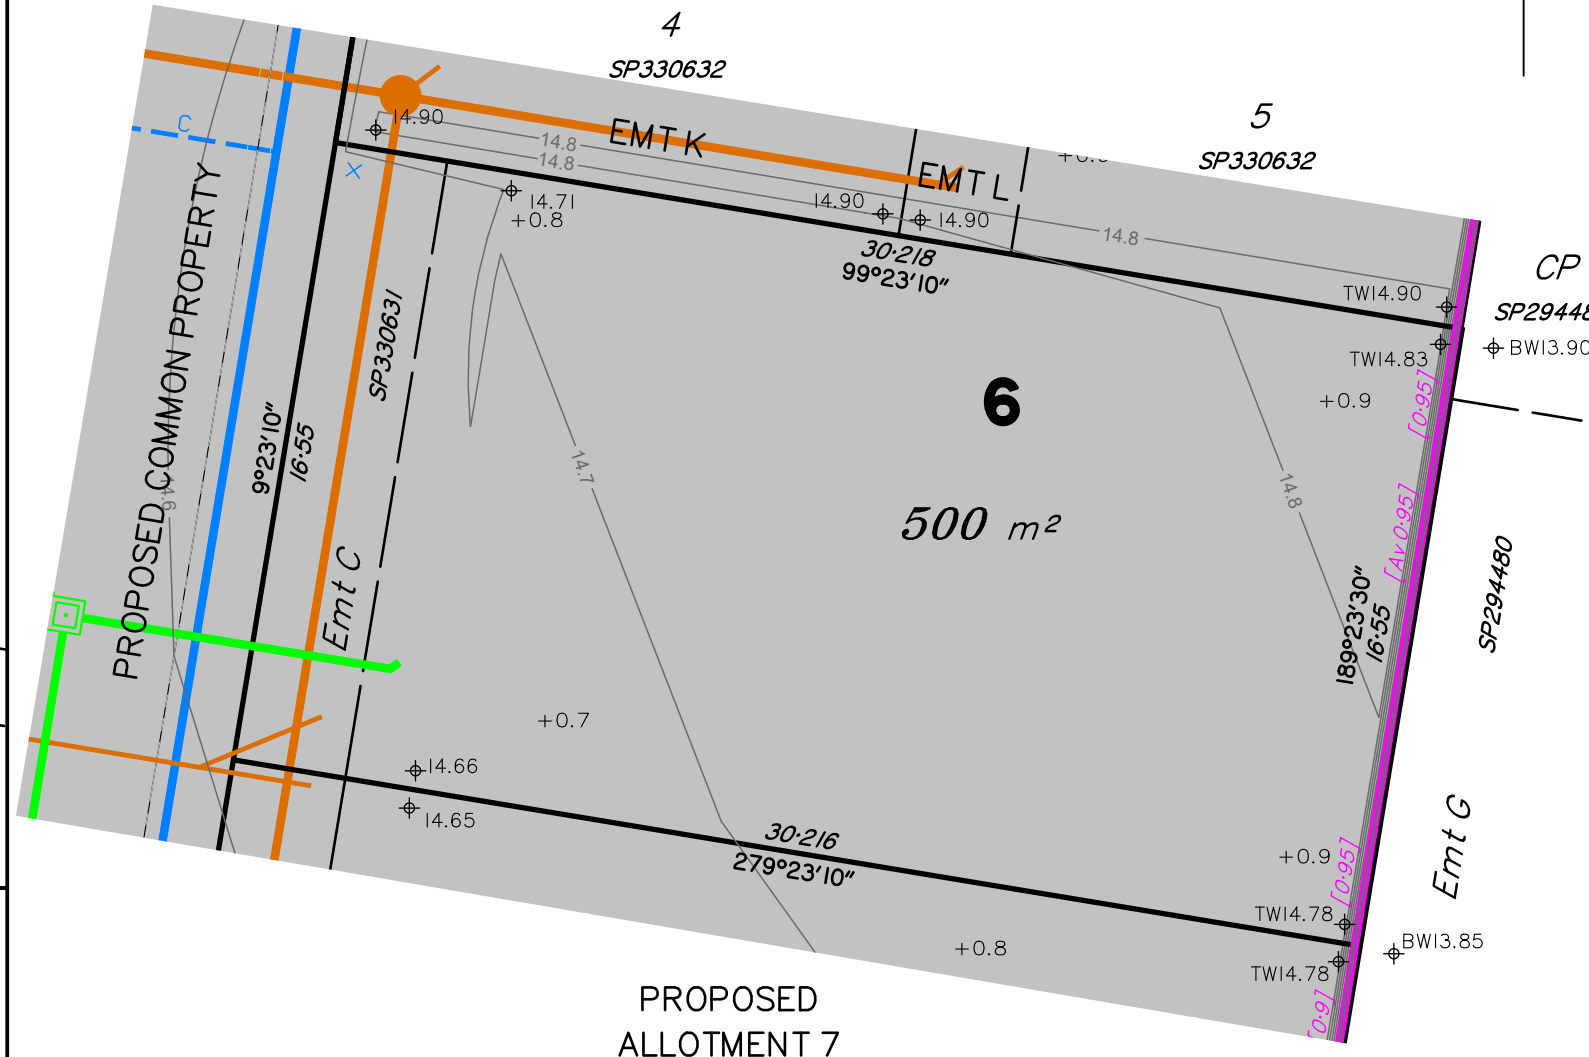 4
SP330632
5
SP330632
C
14.90
14.8
14.8
EMT K
EMT L
14.71
+0.8
14.90
14.90
14.8
30·218
99°23'10"
TW14.90
CP
SP29448
BW13.90
TW14.83
[0·95]
+0.9
PROPOSED COMMON PROPERTY
SP330631
9°23'10"
16·55
14.6
14.7
6
500 m²
14.8
[Av 0·95]
SP294480
189°23'30"
16·55
Emt C
+0.7
14.66
14.65
30·216
279°23'10"
+0.9
[0·95]
Emt G
TW14.78
BW13.85
+0.8
TW14.78
[0·9]
PROPOSED
ALLOTMENT 7